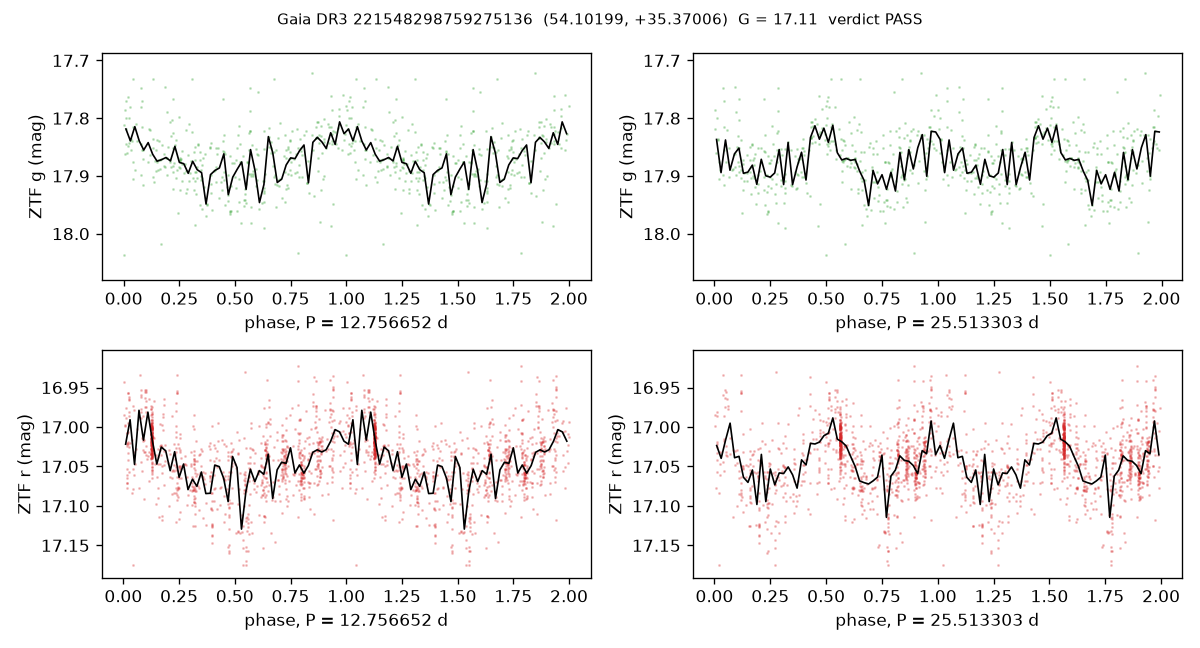 Gaia DR3 221548298759275136  (54.10199, +35.37006)  G = 17.11  verdict PASS
ZTF g (mag)
17.7
17.8
17.9
18.0
0.00 0.25 0.50 0.75 1.00 1.25 1.50 1.75 2.00
phase, P = 12.756652 d
ZTF g (mag)
17.7
17.8
17.9
18.0
0.00 0.25 0.50 0.75 1.00 1.25 1.50 1.75 2.00
phase, P = 25.513303 d
ZTF r (mag)
16.95
17.00
17.05
17.10
17.15
0.00 0.25 0.50 0.75 1.00 1.25 1.50 1.75 2.00
phase, P = 12.756652 d
ZTF r (mag)
16.95
17.00
17.05
17.10
17.15
0.00 0.25 0.50 0.75 1.00 1.25 1.50 1.75 2.00
phase, P = 25.513303 d